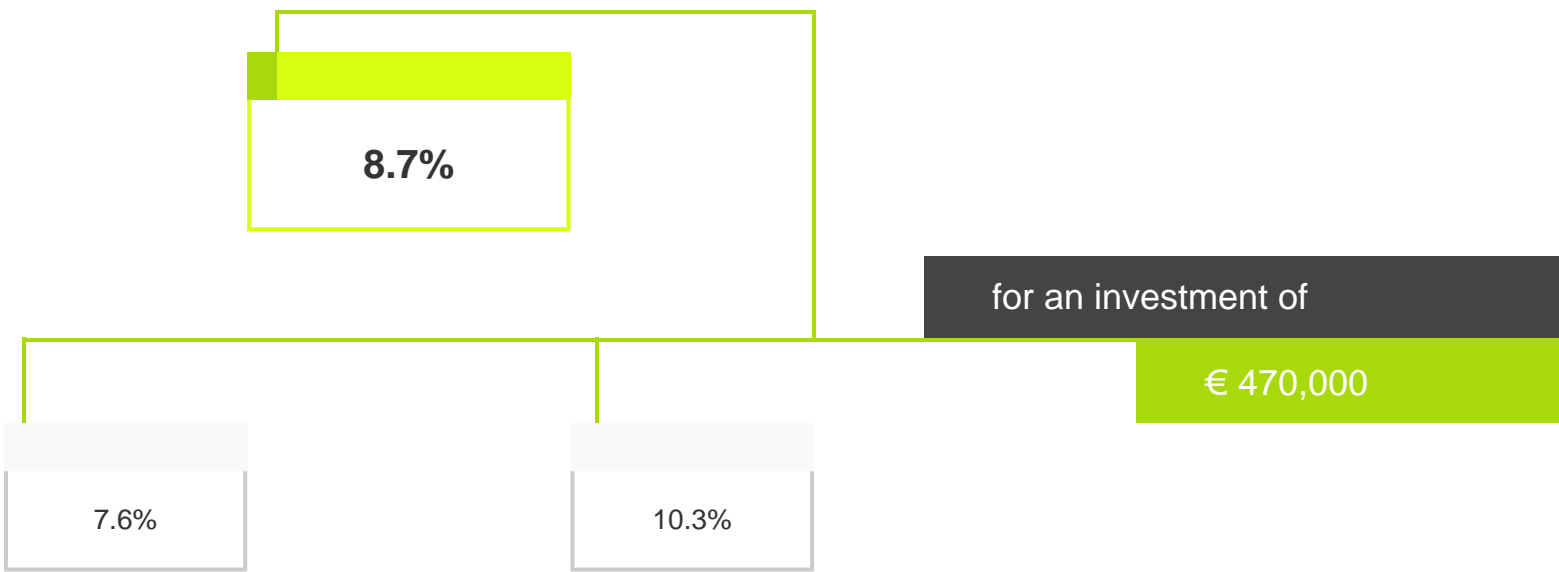 8.7%
for an investment of
€ 470,000
7.6%
10.3%